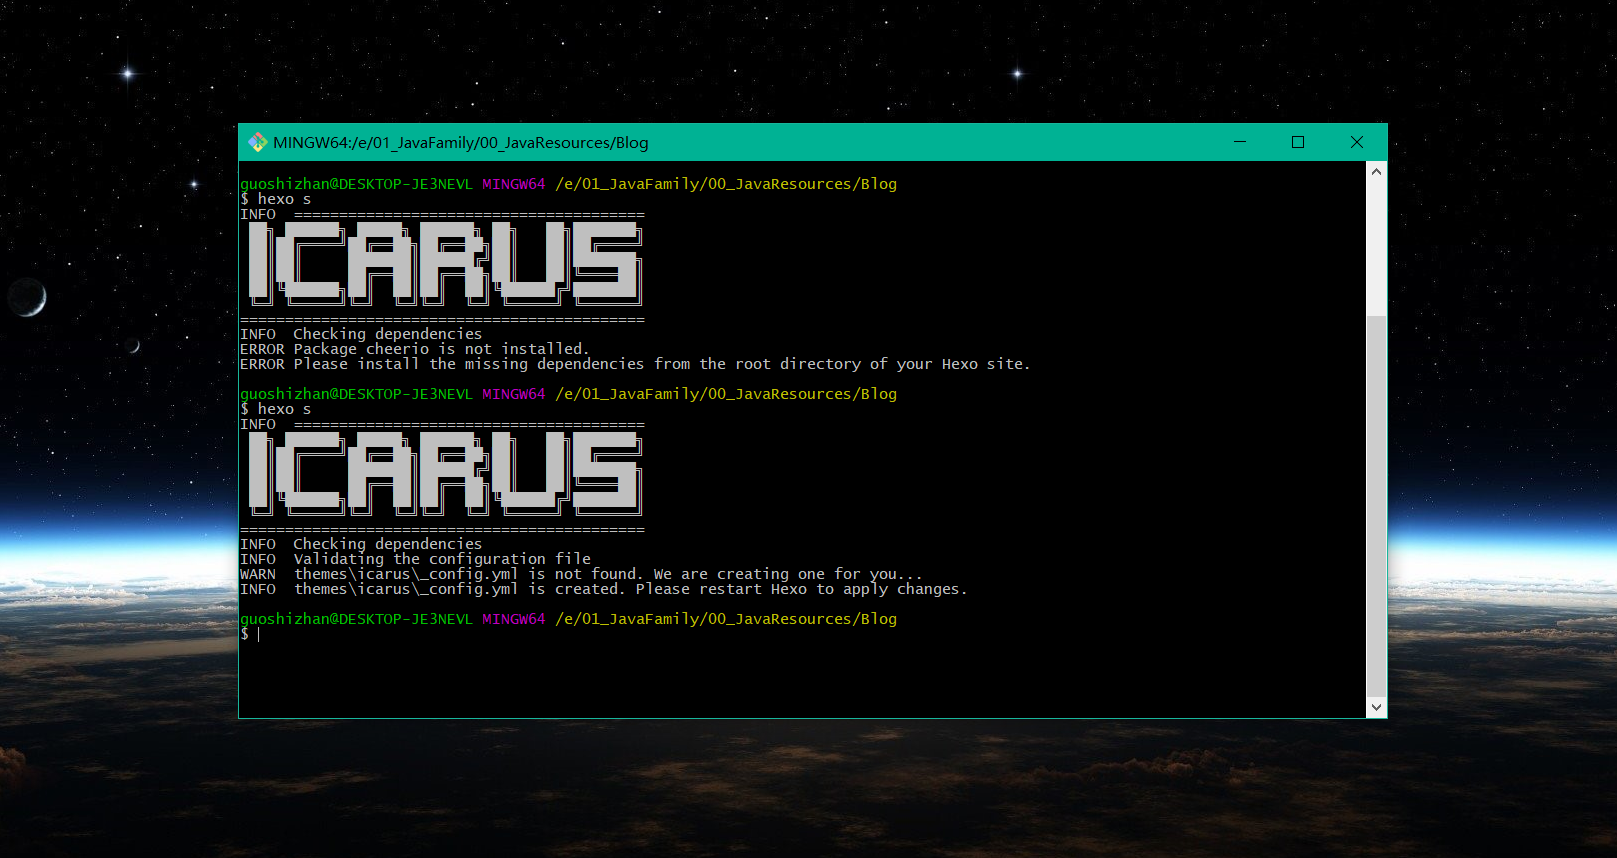 MINGW64:/e/01_JavaFamily/00_JavaResources/Blog
guoshizhan@DESKTOP-JE3NEVL MINGW64 /e/01_JavaFamily/00_JavaResources/Blog
$ hexo s
INFO  =======================================
ICARUS
=============================================
INFO  Checking dependencies
ERROR Package cheerio is not installed.
ERROR Please install the missing dependencies from the root directory of your Hexo site.
guoshizhan@DESKTOP-JE3NEVL MINGW64 /e/01_JavaFamily/00_JavaResources/Blog
$ hexo s
INFO  =======================================
ICARUS
=============================================
INFO  Checking dependencies
INFO  Validating the configuration file
WARN  themes\icarus\_config.yml is not found. We are creating one for you...
INFO  themes\icarus\_config.yml is created. Please restart Hexo to apply changes.
guoshizhan@DESKTOP-JE3NEVL MINGW64 /e/01_JavaFamily/00_JavaResources/Blog
$